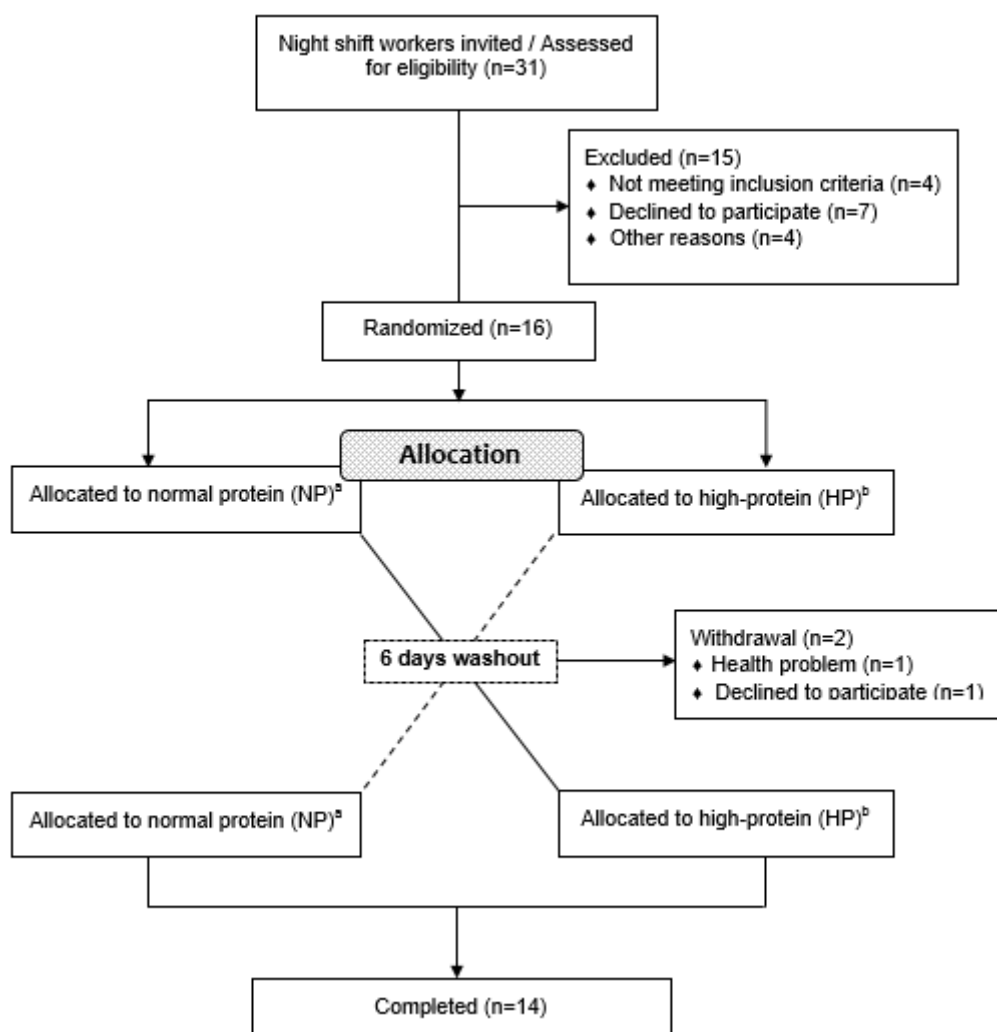 Night shift workers invited / Assessed
for eligibility (n=31)
Excluded (n=15)
♦ Not meeting inclusion criteria (n=4)
♦ Declined to participate (n=7)
♦ Other reasons (n=4)
Randomized (n=16)
Allocation
Allocated to normal protein (NP)ᵃ
Allocated to high-protein (HP)ᵇ
6 days washout
Withdrawal (n=2)
♦ Health problem (n=1)
♦ Declined to participate (n=1)
Allocated to normal protein (NP)ᵃ
Allocated to high-protein (HP)ᵇ
Completed (n=14)